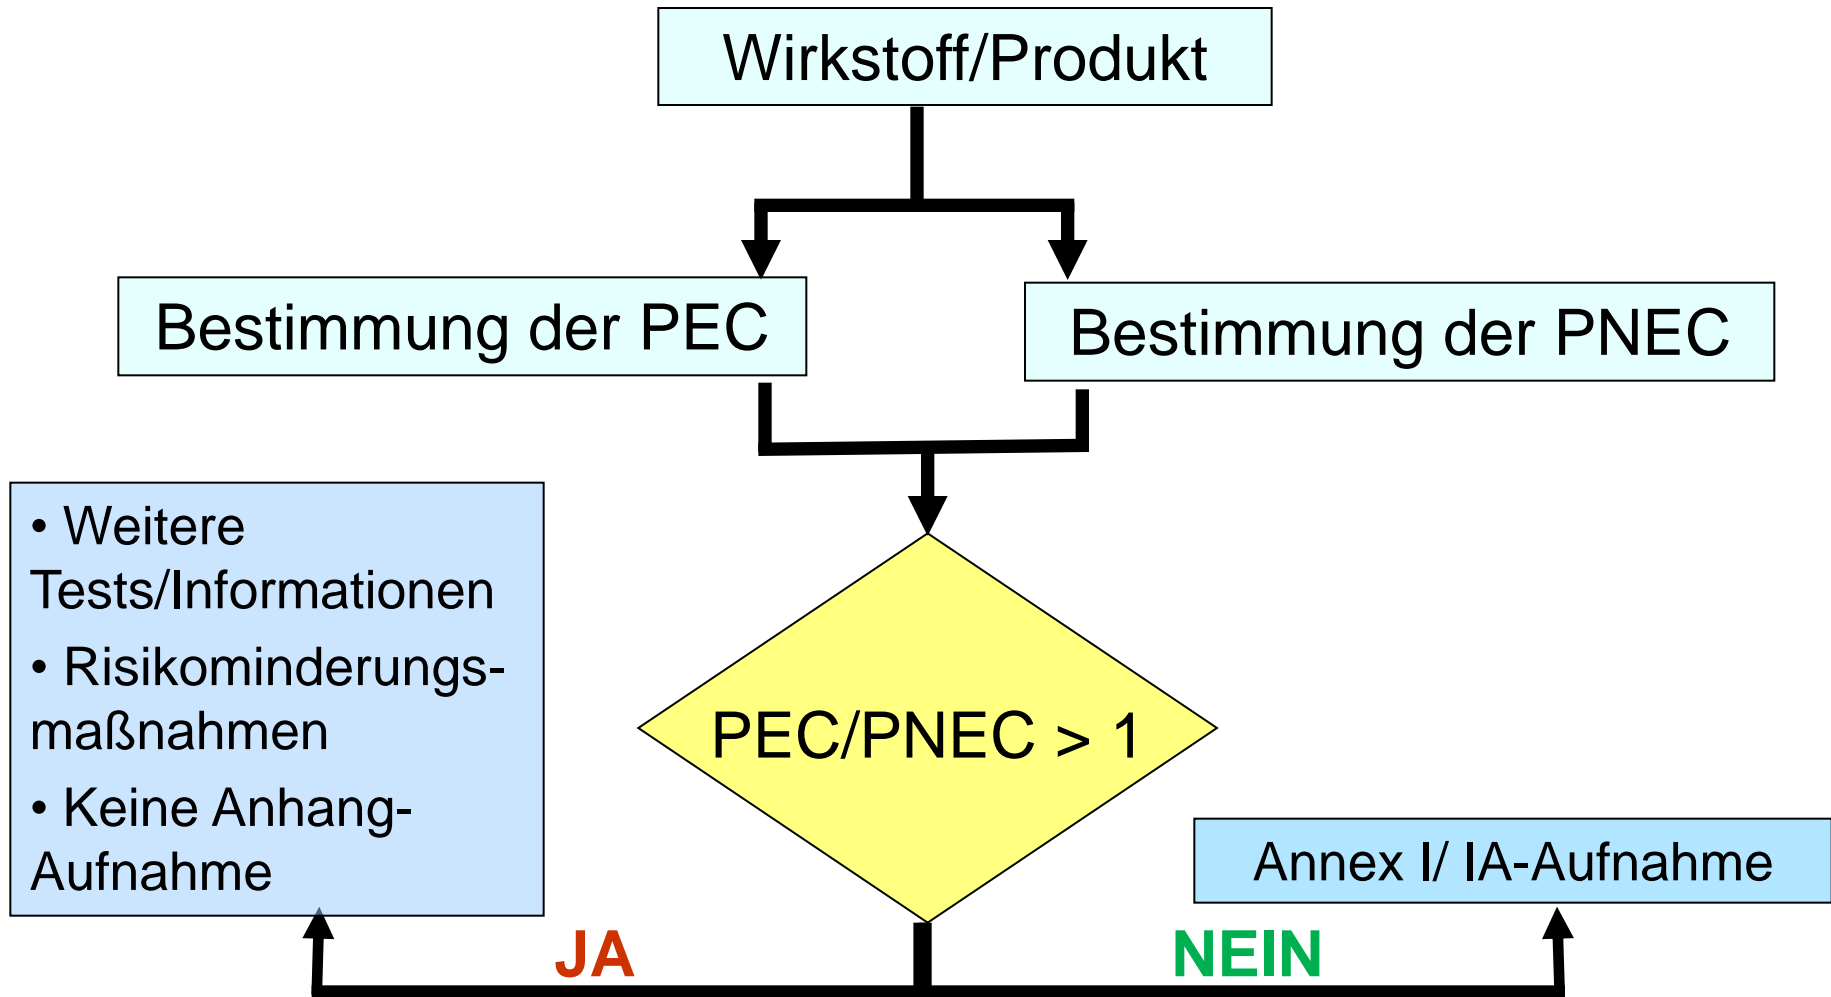 Wirkstoff/Produkt
Bestimmung der PEC
Bestimmung der PNEC
• Weitere
Tests/Informationen
• Risikominderungs-
maßnahmen
• Keine Anhang-
Aufnahme
PEC/PNEC > 1
Annex I/ IA-Aufnahme
JA
NEIN